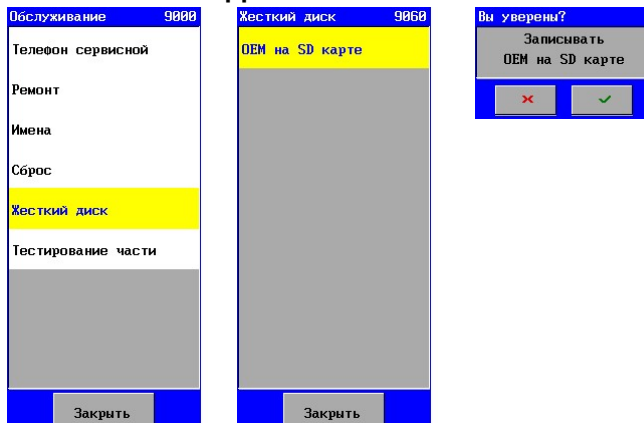 Обслуживание 9000
Телефон сервисной
Ремонт
Имена
Сброс
Жесткий диск
Тестирование части
Закрыть
Жесткий диск 9060
OEM на SD карте
Закрыть
Вы уверены?
Записывать
OEM на SD карте